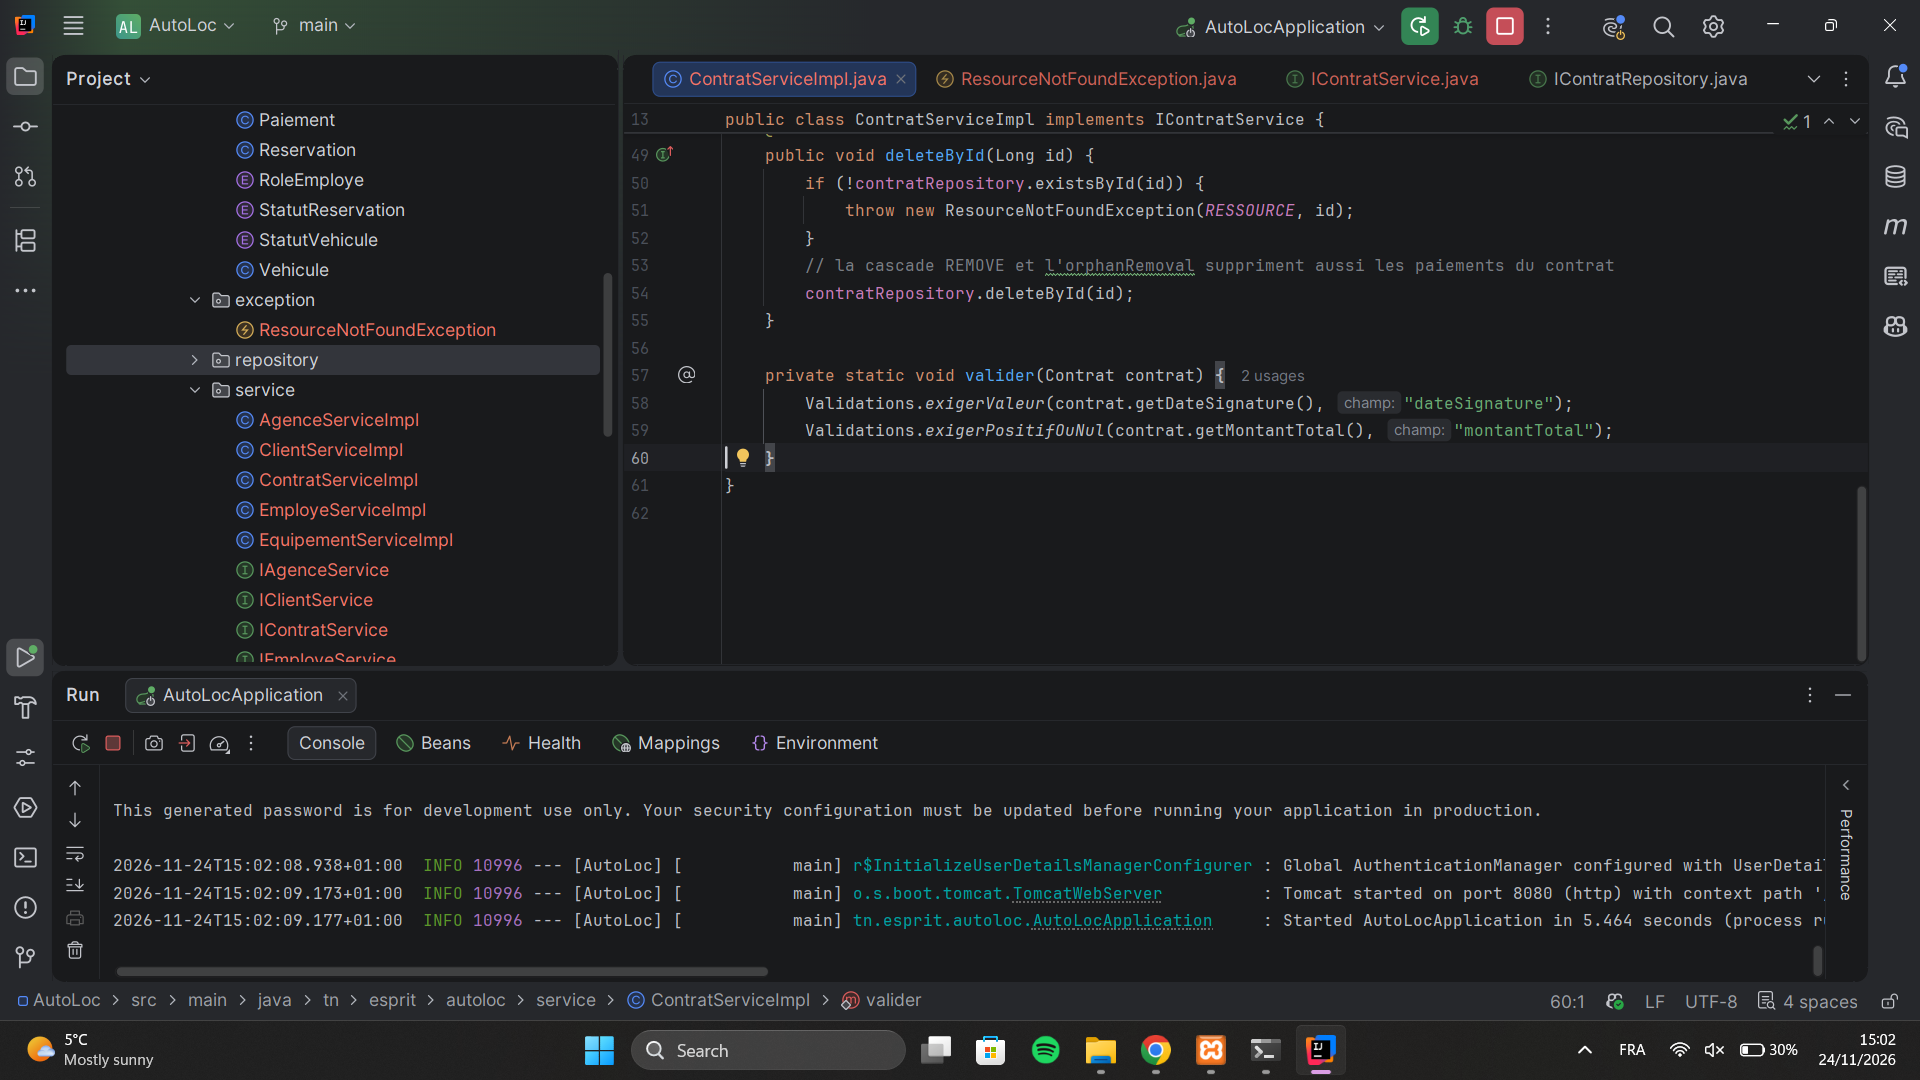 AL AutoLoc main AutoLocApplication
Project
Paiement
Reservation
RoleEmploye
StatutReservation
StatutVehicule
Vehicule
exception
ResourceNotFoundException
repository
service
AgenceServiceImpl
ClientServiceImpl
ContratServiceImpl
EmployeServiceImpl
EquipementServiceImpl
IAgenceService
IClientService
IContratService
IEmployeService
ContratServiceImpl.java ResourceNotFoundException.java IContratService.java IContratRepository.java
13 public class ContratServiceImpl implements IContratService {
1
49 public void deleteById(Long id) {
50 if (!contratRepository.existsById(id)) {
51 throw new ResourceNotFoundException(RESSOURCE, id);
52 }
53 // la cascade REMOVE et l'orphanRemoval suppriment aussi les paiements du contrat
54 contratRepository.deleteById(id);
55 }
56
57 private static void valider(Contrat contrat) { 2 usages
58 Validations.exigerValeur(contrat.getDateSignature(), champ: "dateSignature");
59 Validations.exigerPositifOuNul(contrat.getMontantTotal(), champ: "montantTotal");
60 }
61 }
62
Run AutoLocApplication
Console Beans Health Mappings Environment
This generated password is for development use only. Your security configuration must be updated before running your application in production.
2026-11-24T15:02:08.938+01:00 INFO 10996 --- [AutoLoc] [ main] r$InitializeUserDetailsManagerConfigurer : Global AuthenticationManager configured with UserDetai
2026-11-24T15:02:09.173+01:00 INFO 10996 --- [AutoLoc] [ main] o.s.boot.tomcat.TomcatWebServer : Tomcat started on port 8080 (http) with context path '
2026-11-24T15:02:09.177+01:00 INFO 10996 --- [AutoLoc] [ main] tn.esprit.autoloc.AutoLocApplication : Started AutoLocApplication in 5.464 seconds (process r
Performance
AutoLoc > src > main > java > tn > esprit > autoloc > service > ContratServiceImpl > valider
60:1 LF UTF-8 4 spaces
5°C
Mostly sunny
Search
FRA
30%
15:02
24/11/2026